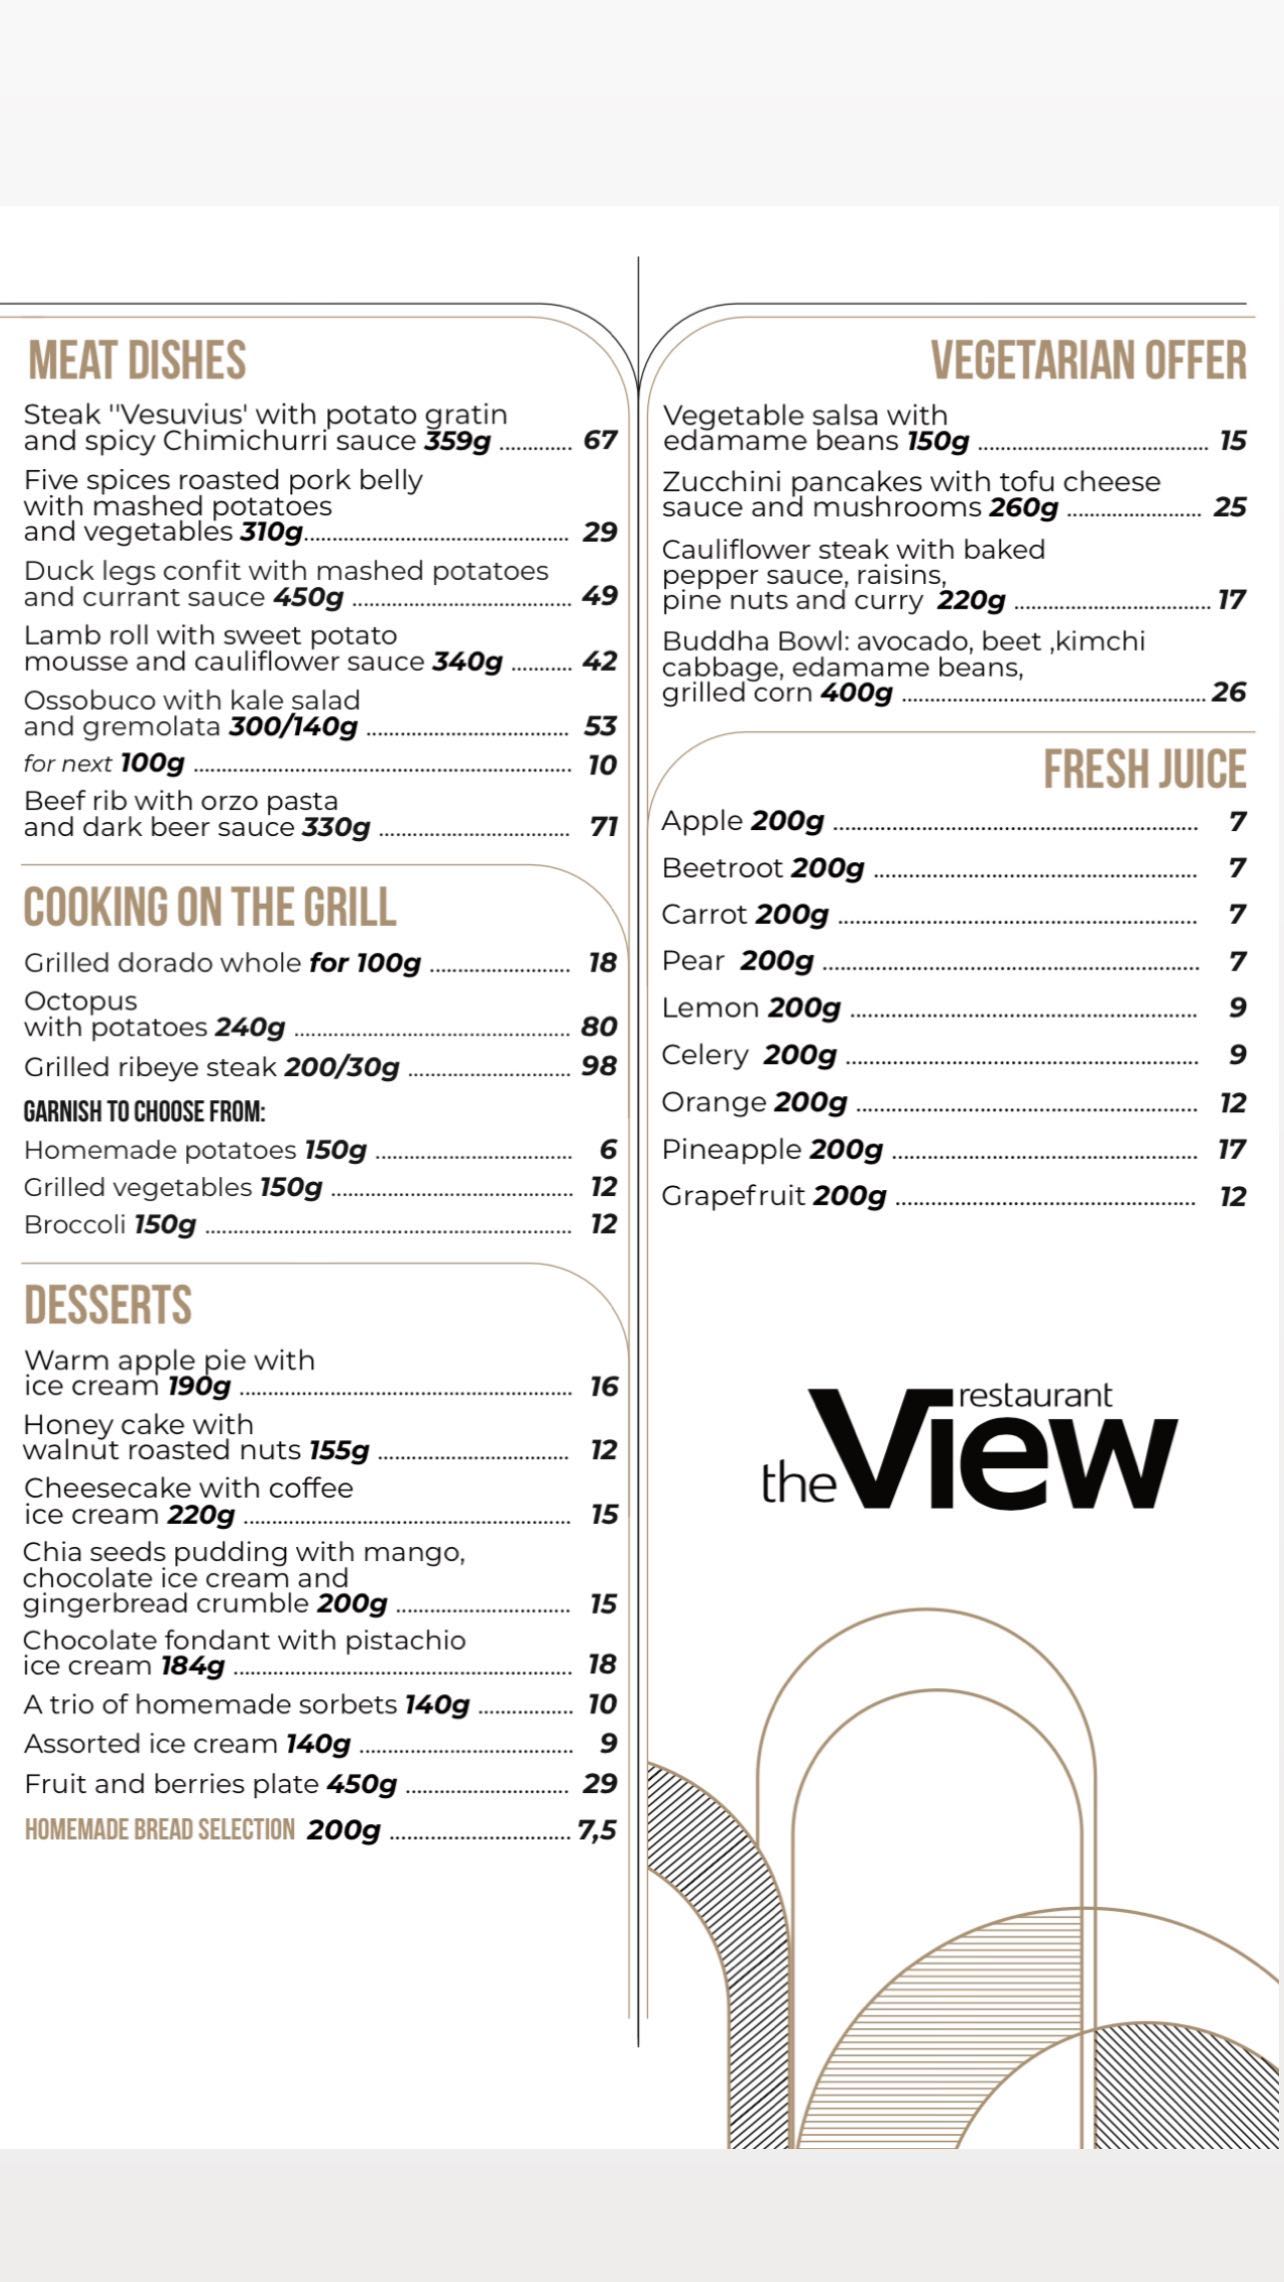 MEAT DISHES
Steak ''Vesuvius' with potato gratin
and spicy Chimichurri sauce 359g ............ 67
Five spices roasted pork belly
with mashed potatoes
and vegetables 310g............................................. 29
Duck legs confit with mashed potatoes
and currant sauce 450g ...................................... 49
Lamb roll with sweet potato
mousse and cauliflower sauce 340g ........... 42
Ossobuco with kale salad
and gremolata 300/140g ................................... 53
for next 100g .................................................................. 10
Beef rib with orzo pasta
and dark beer sauce 330g ................................. 71
COOKING ON THE GRILL
Grilled dorado whole for 100g ........................ 18
Octopus
with potatoes 240g ............................................... 80
Grilled ribeye steak 200/30g ............................ 98
GARNISH TO CHOOSE FROM:
Homemade potatoes 150g .................................. 6
Grilled vegetables 150g .......................................... 12
Broccoli 150g ................................................................ 12
DESSERTS
Warm apple pie with
ice cream 190g .......................................................... 16
Honey cake with
walnut roasted nuts 155g ................................. 12
Cheesecake with coffee
ice cream 220g ......................................................... 15
Chia seeds pudding with mango,
chocolate ice cream and
gingerbread crumble 200g .............................. 15
Chocolate fondant with pistachio
ice cream 184g ........................................................... 18
A trio of homemade sorbets 140g ................. 10
Assorted ice cream 140g ..................................... 9
Fruit and berries plate 450g ............................ 29
HOMEMADE BREAD SELECTION 200g ............................... 7,5
VEGETARIAN OFFER
Vegetable salsa with
edamame beans 150g ........................................ 15
Zucchini pancakes with tofu cheese
sauce and mushrooms 260g ....................... 25
Cauliflower steak with baked
pepper sauce, raisins,
pine nuts and curry 220g .................................. 17
Buddha Bowl: avocado, beet ,kimchi
cabbage, edamame beans,
grilled corn 400g ..................................................... 26
FRESH JUICE
Apple 200g .............................................................. 7
Beetroot 200g ....................................................... 7
Carrot 200g ............................................................. 7
Pear 200g ................................................................ 7
Lemon 200g ........................................................... 9
Celery 200g ............................................................ 9
Orange 200g .......................................................... 12
Pineapple 200g .................................................... 17
Grapefruit 200g ................................................... 12
restaurant
the View